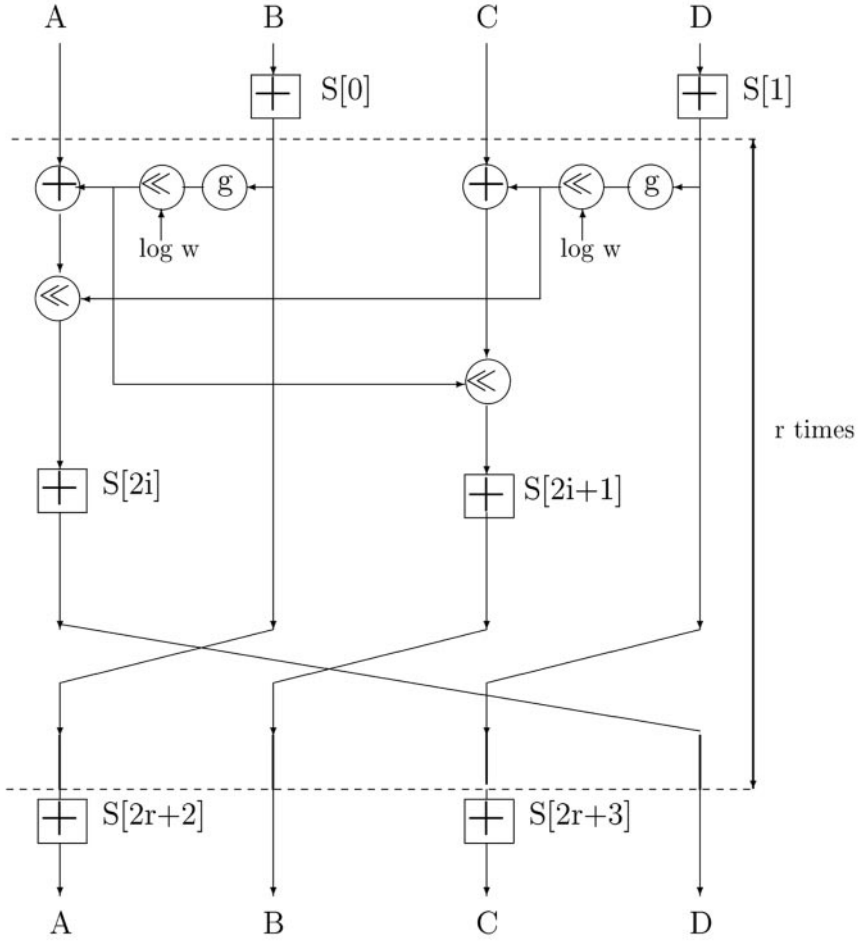 A B C D
S[0] S[1]
g g
log w log w
r times
S[2i] S[2i+1]
S[2r+2] S[2r+3]
A B C D